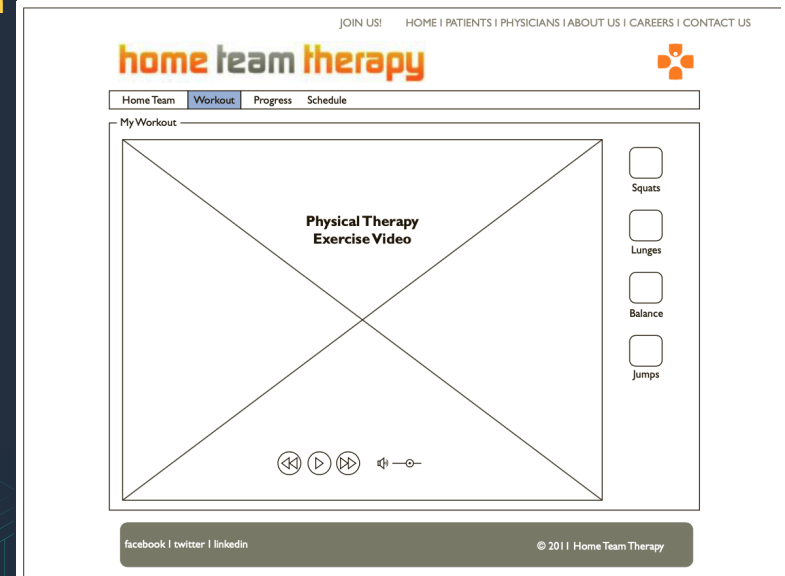 JOIN US! HOME I PATIENTS I PHYSICIANS I ABOUT US I CAREERS I CONTACT US
home team therapy
Home Team Workout Progress Schedule
My Workout
Physical Therapy
Exercise Video
Squats
Lunges
Balance
Jumps
facebook I twitter I linkedin © 2011 Home Team Therapy